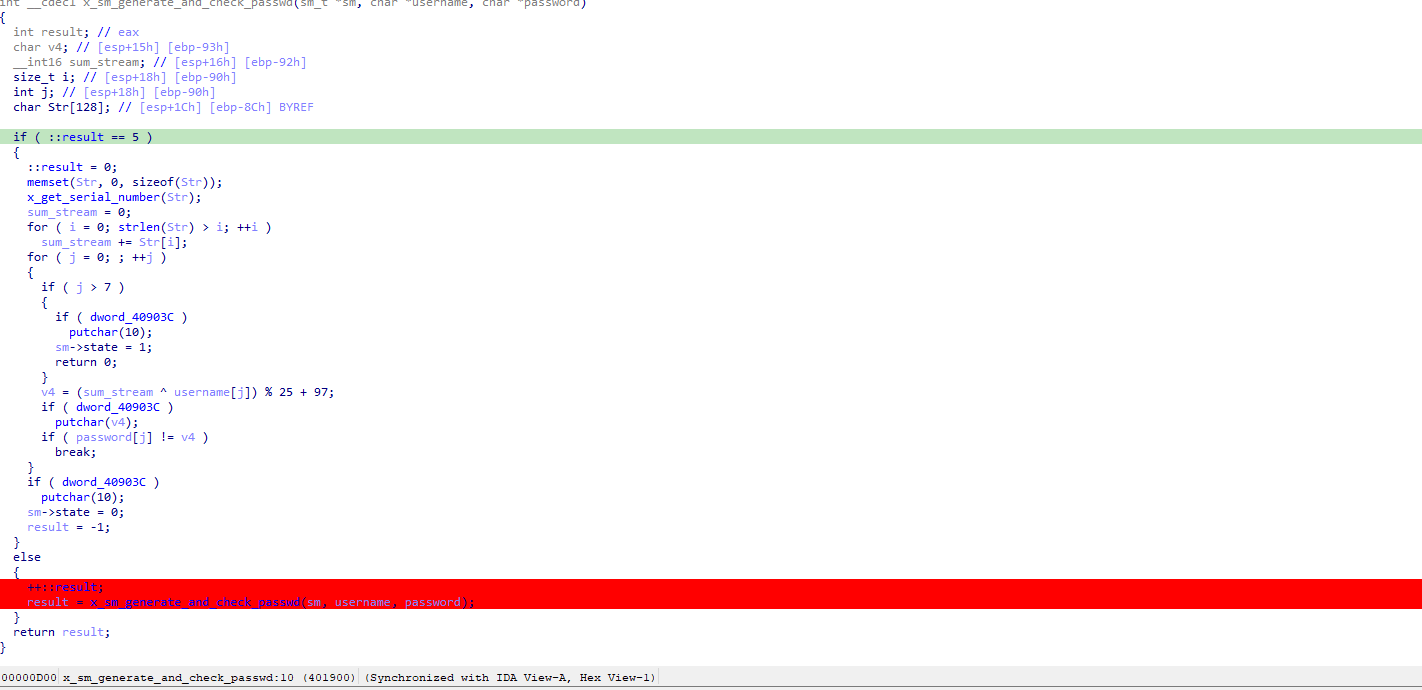 int __cdecl x_sm_generate_and_check_passwd(sm_t *sm, char *username, char *password)
{
  int result; // eax
  char v4; // [esp+15h] [ebp-93h]
  __int16 sum_stream; // [esp+16h] [ebp-92h]
  size_t i; // [esp+18h] [ebp-90h]
  int j; // [esp+18h] [ebp-90h]
  char Str[128]; // [esp+1Ch] [ebp-8Ch] BYREF

  if ( ::result == 5 )
  {
    ::result = 0;
    memset(Str, 0, sizeof(Str));
    x_get_serial_number(Str);
    sum_stream = 0;
    for ( i = 0; strlen(Str) > i; ++i )
      sum_stream += Str[i];
    for ( j = 0; ; ++j )
    {
      if ( j > 7 )
      {
        if ( dword_40903C )
          putchar(10);
        sm->state = 1;
        return 0;
      }
      v4 = (sum_stream ^ username[j]) % 25 + 97;
      if ( dword_40903C )
        putchar(v4);
      if ( password[j] != v4 )
        break;
    }
    if ( dword_40903C )
      putchar(10);
    sm->state = 0;
    result = -1;
  }
  else
  {
    ++::result;
    result = x_sm_generate_and_check_passwd(sm, username, password);
  }
  return result;
}
00000D00 x_sm_generate_and_check_passwd:10 (401900) (Synchronized with IDA View-A, Hex View-1)